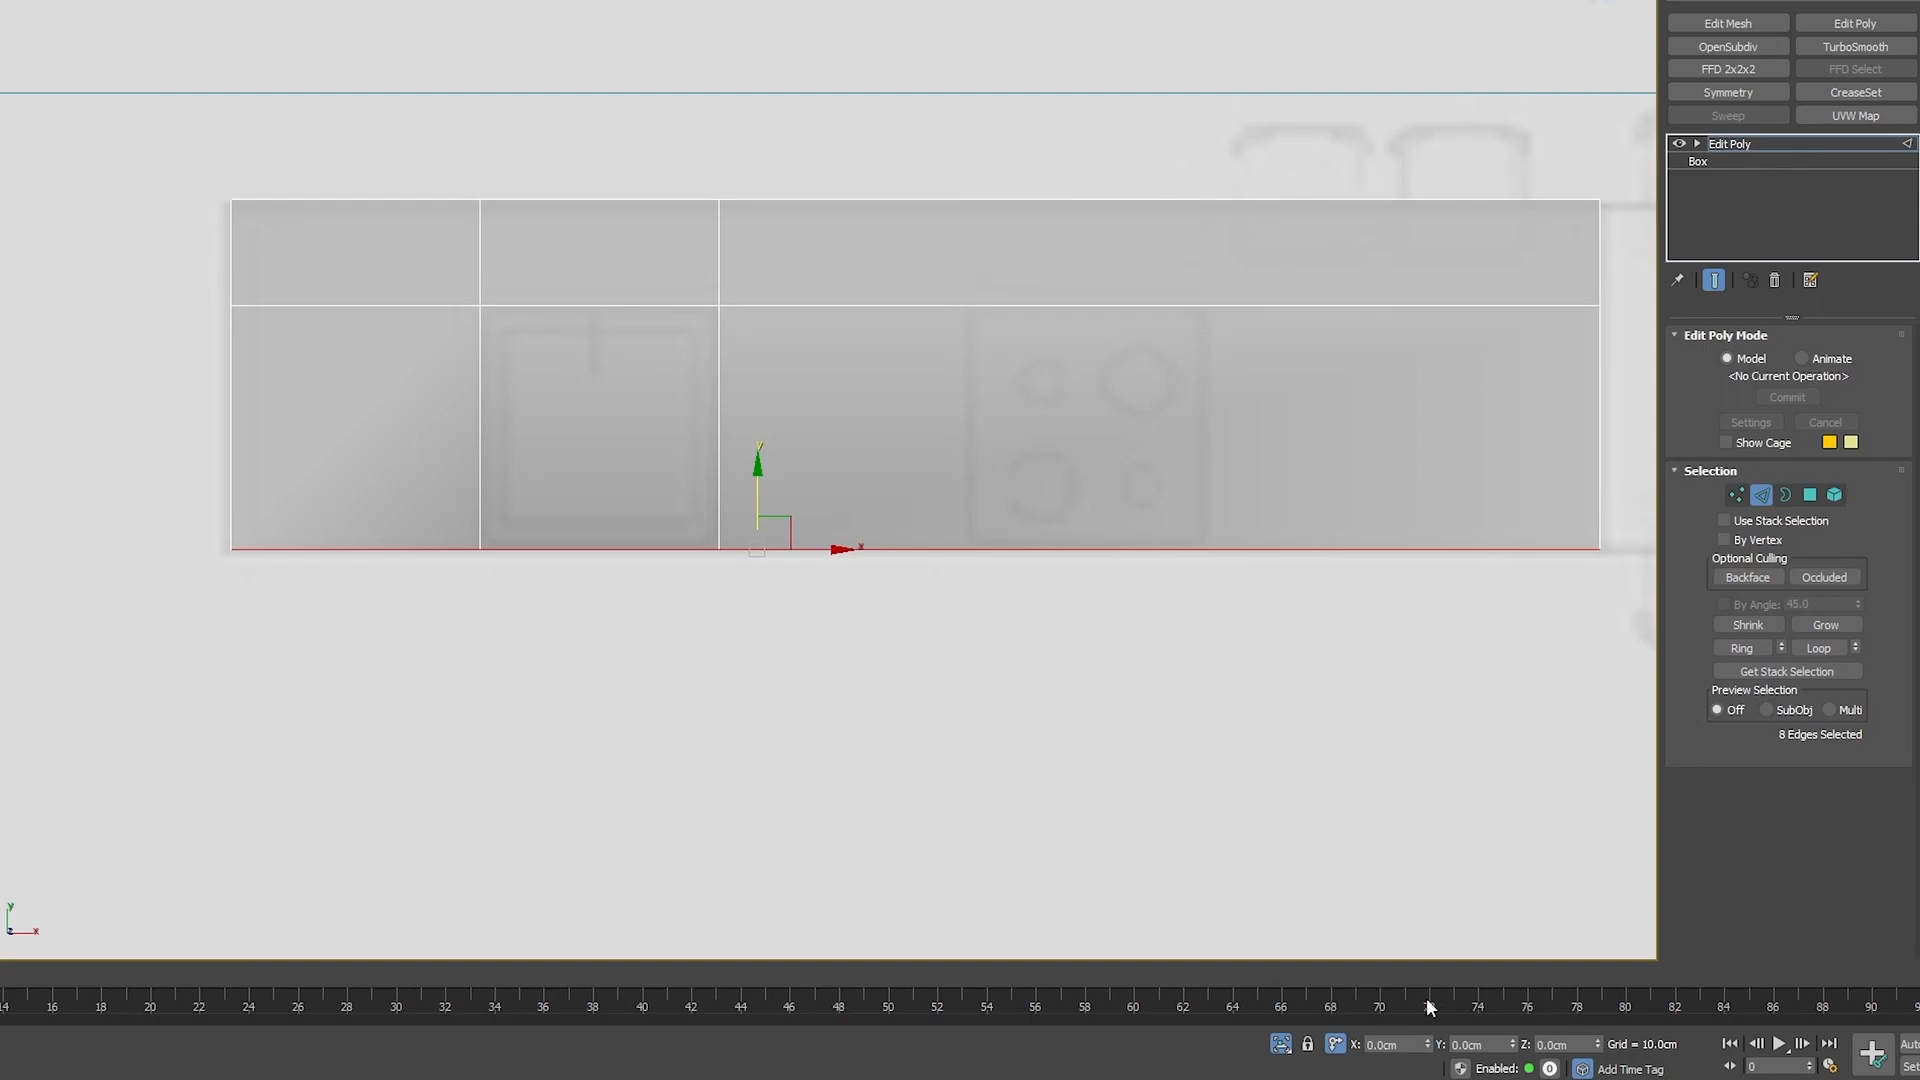 Edit Mesh Edit Poly
OpenSubdiv TurboSmooth
FFD 2x2x2 FFD Select
Symmetry CreaseSet
Sweep UVW Map
Edit Poly
Box
Edit Poly Mode
Model Animate
<No Current Operation>
Commit
Settings Cancel
Show Cage
Selection
Use Stack Selection
By Vertex
Optional Culling
Backface Occluded
By Angle: 45.0
Shrink Grow
Ring Loop
Get Stack Selection
Preview Selection
Off SubObj Multi
8 Edges Selected
y
x
y
z x
14 16 18 20 22 24 26 28 30 32 34 36 38 40 42 44 46 48 50 52 54 56 58 60 62 64 66 68 70 74 76 78 80 82 84 86 88 90
X: 0.0cm Y: 0.0cm Z: 0.0cm Grid = 10.0cm
Enabled: 0 Add Time Tag 0